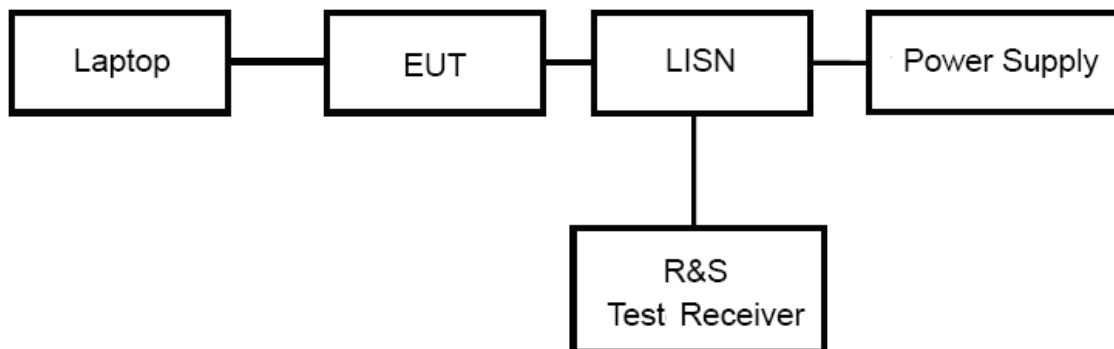 Laptop
EUT
LISN
Power Supply
R&S
Test Receiver